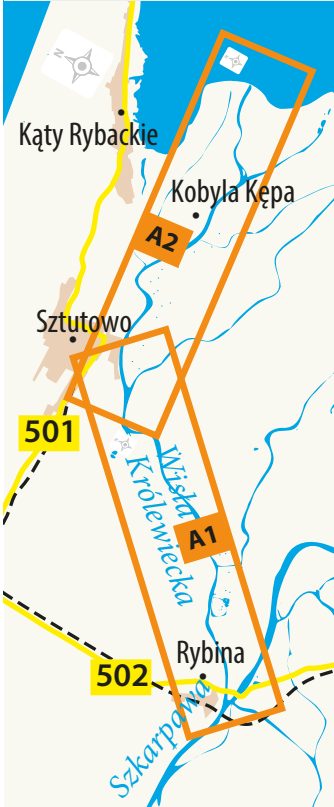 N
N
Kąty Rybackie
Kobyla Kępa
A2
Sztutowo
501
N
Wisła
Królewiecka
A1
Rybina
502
Szkarpawa